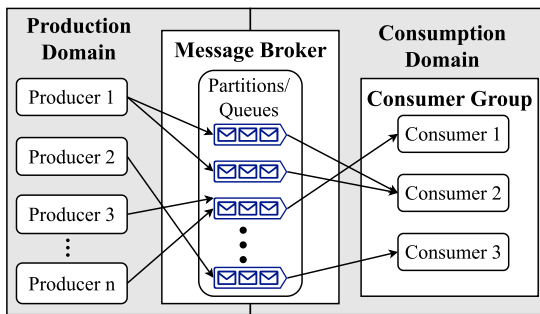 Production
Domain
Producer 1
Producer 2
Producer 3
Producer n
Message Broker
Partitions/
Queues
Consumption
Domain
Consumer Group
Consumer 1
Consumer 2
Consumer 3